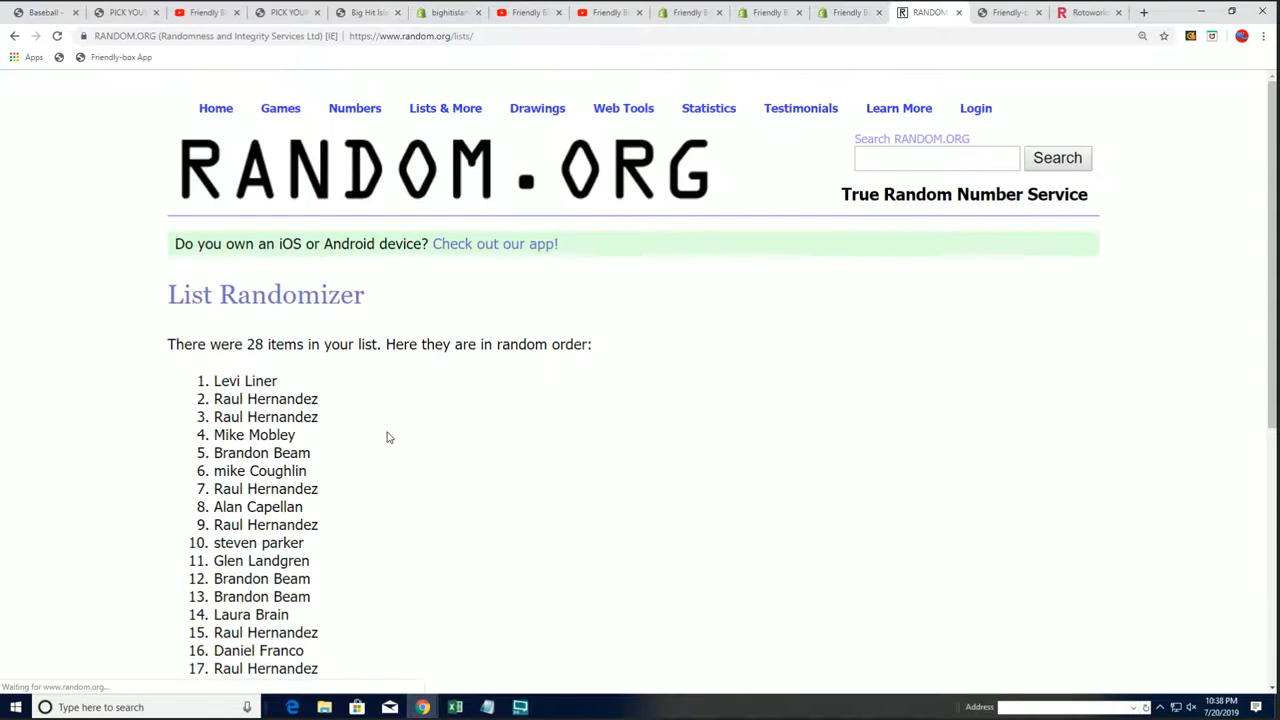 Baseball -
PICK YOU
Friendly B
PICK YOU
Big Hit Isl
bighitislan
Friendly B
Friendly B
Friendly B
Friendly B
Friendly B
RANDOM
Friendly-c
Rotoworl
RANDOM.ORG (Randomness and Integrity Services Ltd) [IE] | https://www.random.org/lists/
Apps Friendly-box App
Home Games Numbers Lists & More Drawings Web Tools Statistics Testimonials Learn More Login
RANDOM.ORG
Search RANDOM.ORG
Search
True Random Number Service
Do you own an iOS or Android device? Check out our app!
List Randomizer
There were 28 items in your list. Here they are in random order:
1. Levi Liner
2. Raul Hernandez
3. Raul Hernandez
4. Mike Mobley
5. Brandon Beam
6. mike Coughlin
7. Raul Hernandez
8. Alan Capellan
9. Raul Hernandez
10. steven parker
11. Glen Landgren
12. Brandon Beam
13. Brandon Beam
14. Laura Brain
15. Raul Hernandez
16. Daniel Franco
17. Raul Hernandez
Waiting for www.random.org...
Type here to search
Address
10:38 PM
7/20/2019